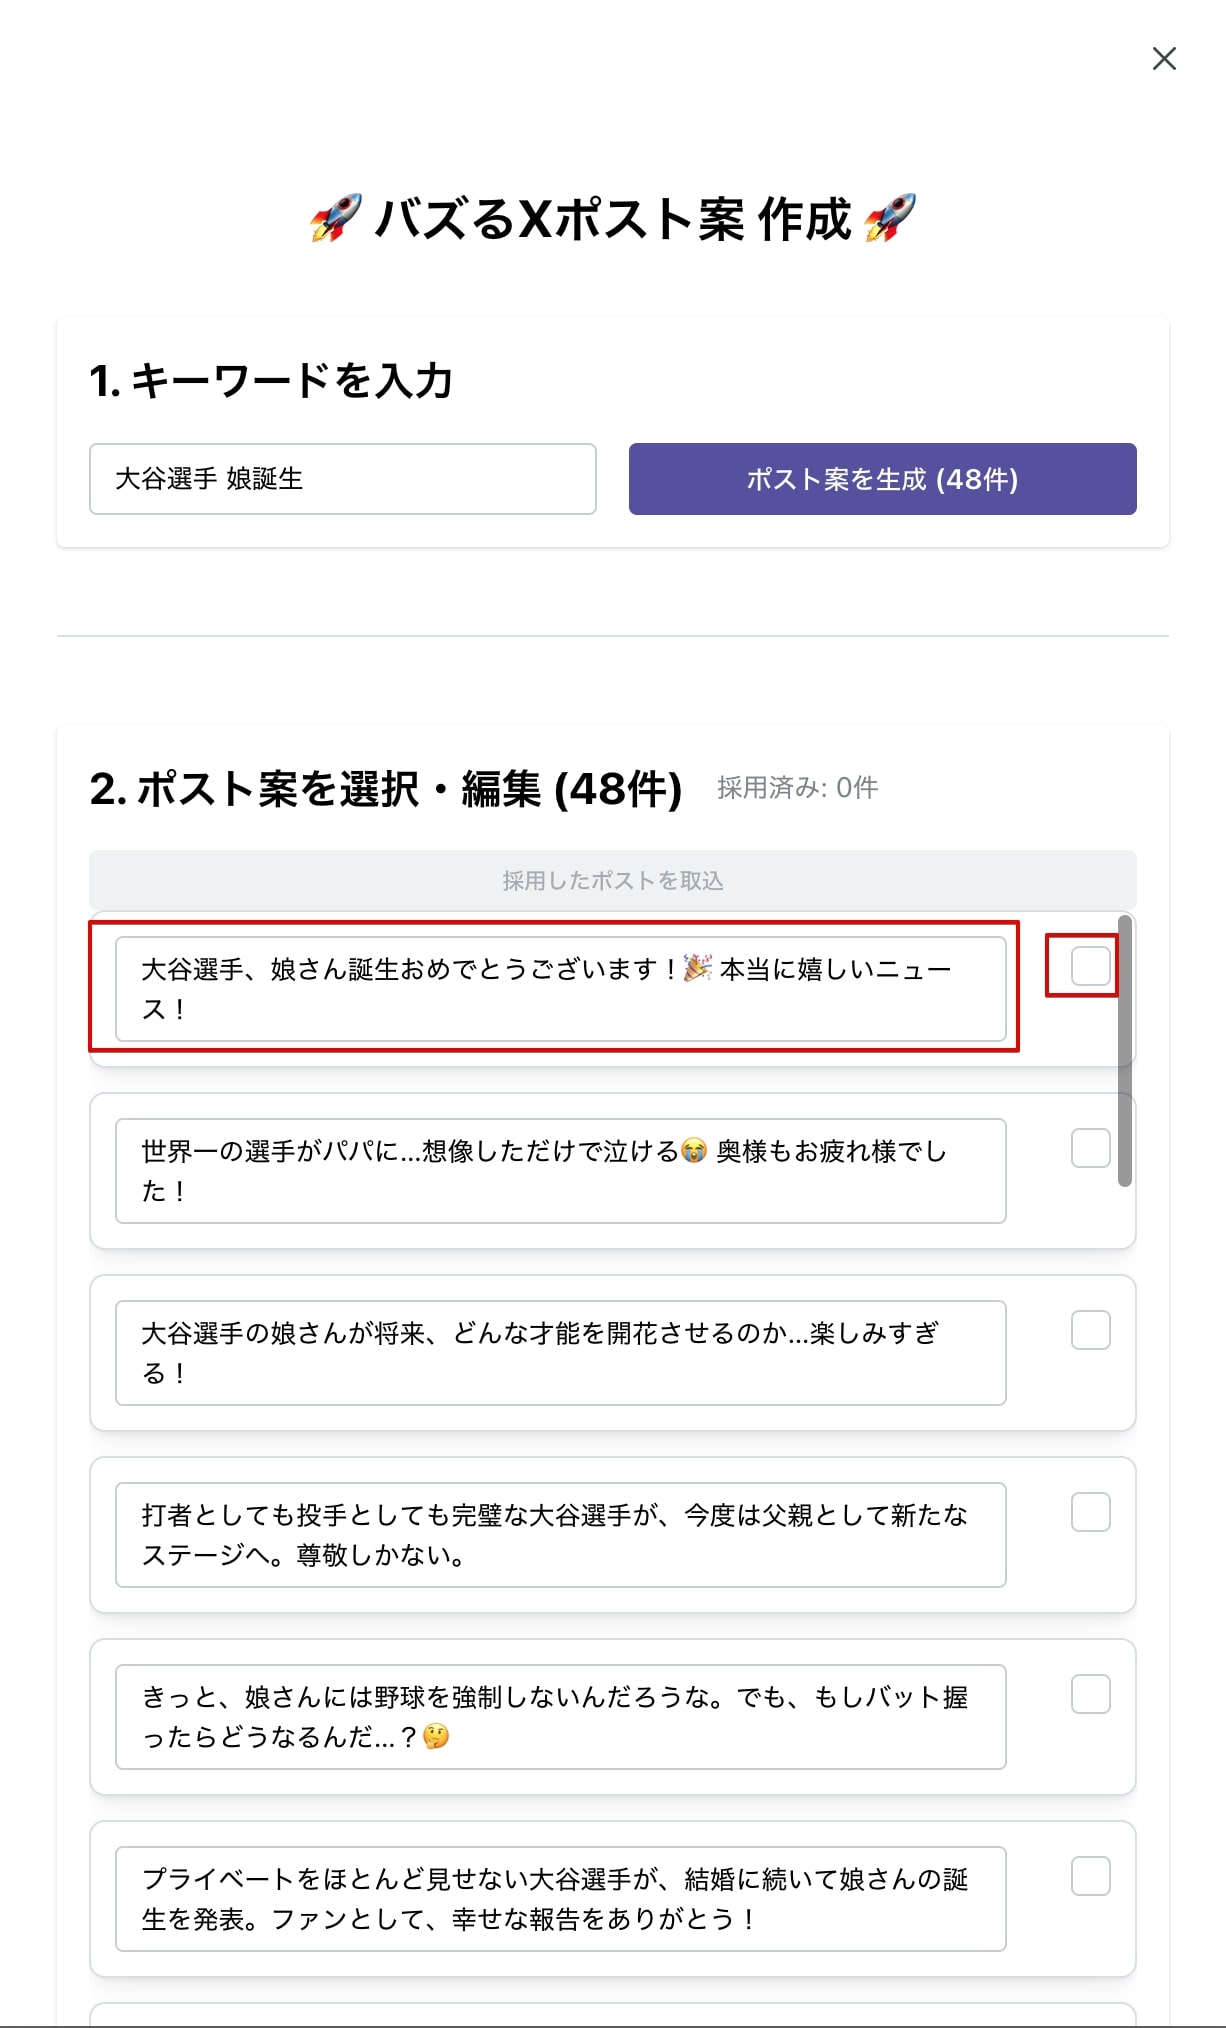 🚀 バズるXポスト案 作成 🚀
1. キーワードを入力
大谷選手 娘誕生
ポスト案を生成 (48件)
2. ポスト案を選択・編集 (48件)
採用済み: 0件
採用したポストを取込
大谷選手、娘さん誕生おめでとうございます！🎉 本当に嬉しいニュー
ス！
世界一の選手がパパに...想像しただけで泣ける😭 奥様もお疲れ様でし
た！
大谷選手の娘さんが将来、どんな才能を開花させるのか...楽しみすぎ
る！
打者としても投手としても完璧な大谷選手が、今度は父親として新たな
ステージへ。尊敬しかない。
きっと、娘さんには野球を強制しないんだろうな。でも、もしバット握
ったらどうなるんだ...？🤔
プライベートをほとんど見せない大谷選手が、結婚に続いて娘さんの誕
生を発表。ファンとして、幸せな報告をありがとう！